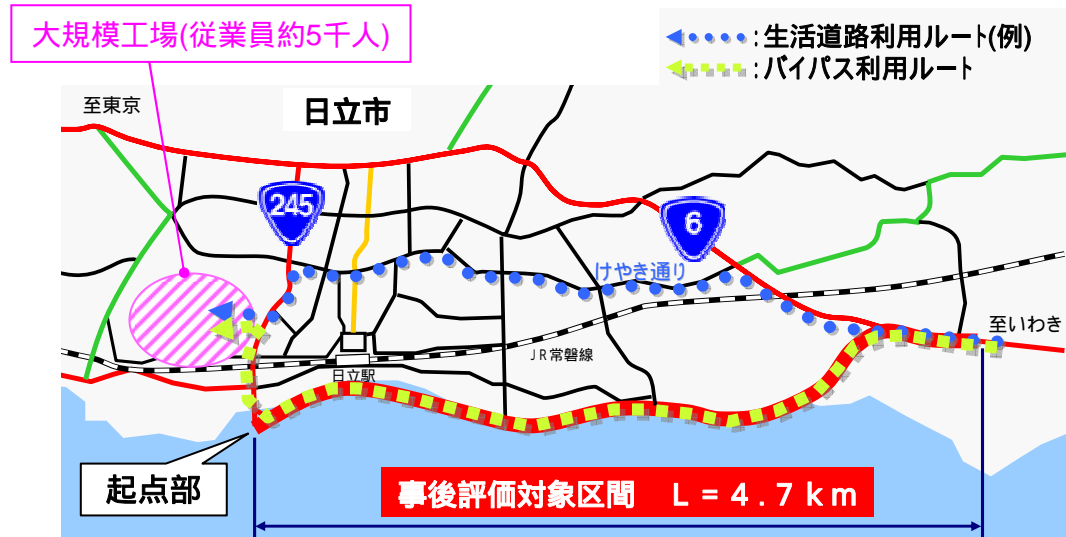 大規模工場(従業員約5千人)
:生活道路利用ルート(例)
:バイパス利用ルート
至東京
日立市
245
6
けやき通り
至いわき
JR常磐線
日立駅
起点部
事後評価対象区間 L=4.7km